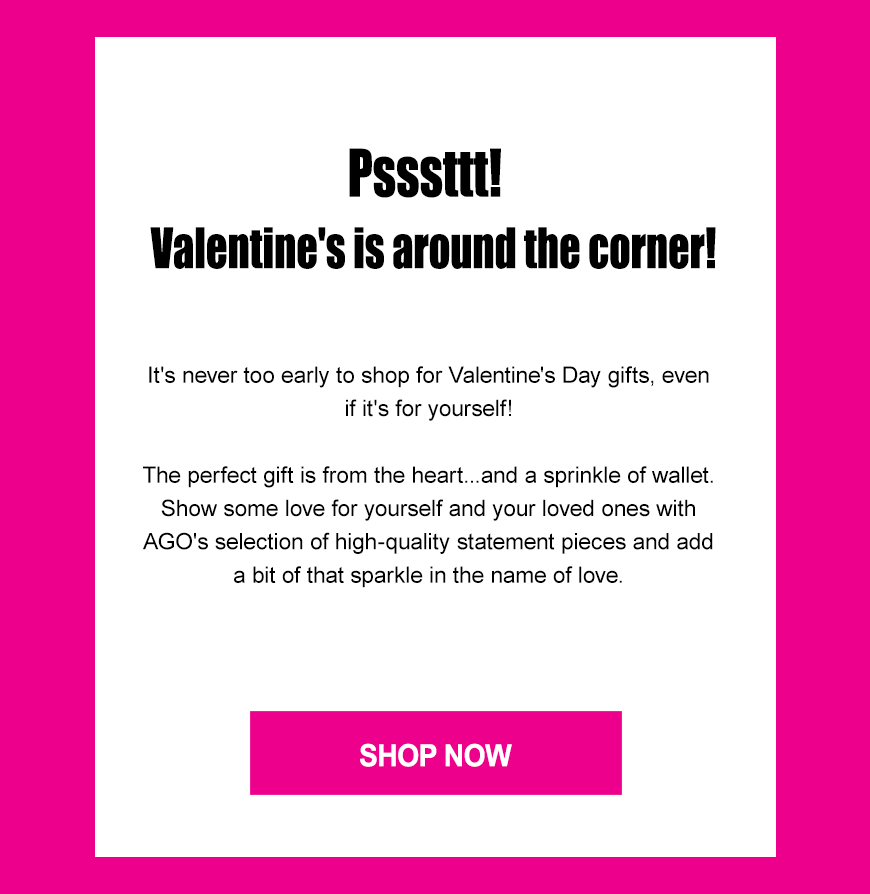 Psssttt!
Valentine's is around the corner!
It's never too early to shop for Valentine's Day gifts, even
if it's for yourself!
The perfect gift is from the heart...and a sprinkle of wallet.
Show some love for yourself and your loved ones with
AGO's selection of high-quality statement pieces and add
a bit of that sparkle in the name of love.
SHOP NOW